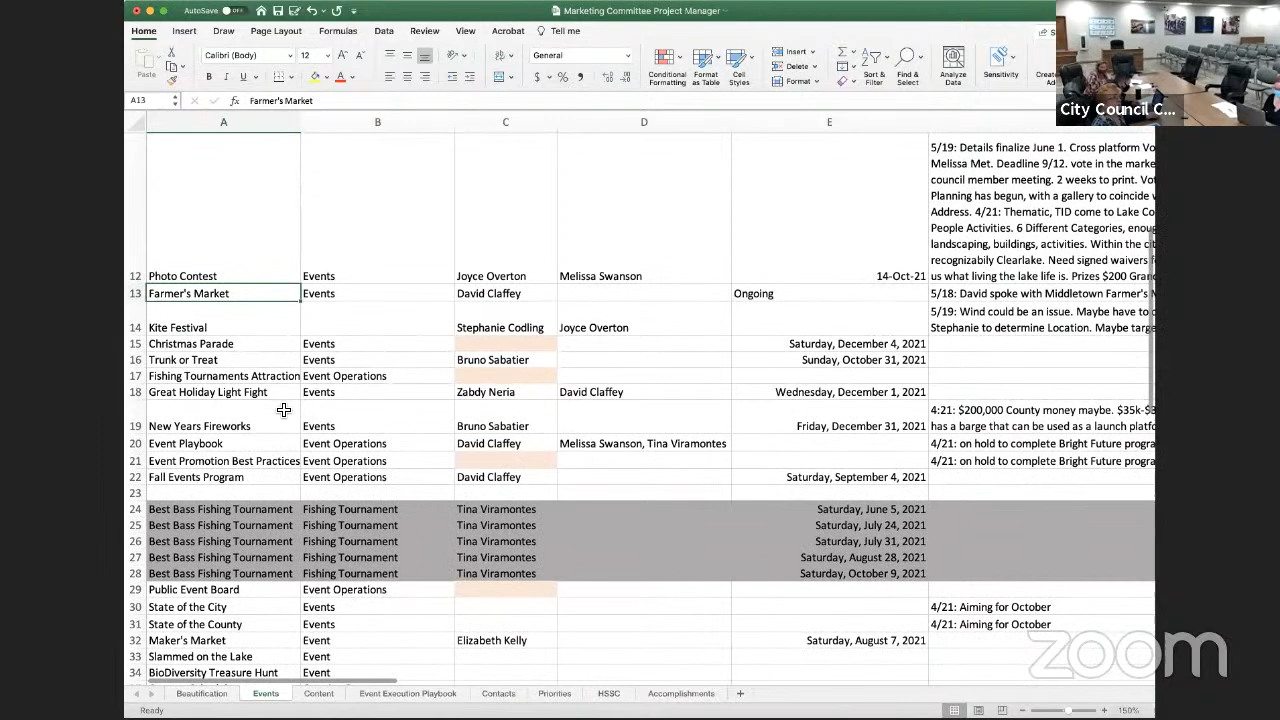 AutoSave OFF
Marketing Committee Project Manager
Home Insert Draw Page Layout Formulas Data Review View Acrobat Tell me
Paste
Calibri (Body) 12
General
Conditional Formatting
Format as Table
Cell Styles
Insert
Delete
Format
Sort & Filter
Find & Select
Analyze Data
Sensitivity
City Council C...
A13 fx Farmer's Market
A B C D E
5/19: Details finalize June 1. Cross platform Vo
Melissa Met. Deadline 9/12. vote in the marke
council member meeting. 2 weeks to print. Vot
Planning has begun, with a gallery to coincide w
Address. 4/21: Thematic, TID come to Lake Co
People Activities. 6 Different Categories, enoug
landscaping, buildings, activities. Within the cit
recognizabily Clearlake. Need signed waivers f
12 Photo Contest Events Joyce Overton Melissa Swanson 14-Oct-21 us what living the lake life is. Prizes $200 Gran
13 Farmer's Market Events David Claffey Ongoing 5/18: David spoke with Middletown Farmer's M
5/19: Wind could be an issue. Maybe have to
14 Kite Festival Stephanie Codling Joyce Overton Stephanie to determine Location. Maybe targe
15 Christmas Parade Events Saturday, December 4, 2021
16 Trunk or Treat Events Bruno Sabatier Sunday, October 31, 2021
17 Fishing Tournaments Attraction Event Operations
18 Great Holiday Light Fight Events Zabdy Neria David Claffey Wednesday, December 1, 2021
4:21: $200,000 County money maybe. $35k-$3
19 New Years Fireworks Events Bruno Sabatier Friday, December 31, 2021 has a barge that can be used as a launch platfo
20 Event Playbook Event Operations David Claffey Melissa Swanson, Tina Viramontes 4/21: on hold to complete Bright Future progra
21 Event Promotion Best Practices Event Operations 4/21: on hold to complete Bright Future progra
22 Fall Events Program Event Operations David Claffey Saturday, September 4, 2021
23
24 Best Bass Fishing Tournament Fishing Tournament Tina Viramontes Saturday, June 5, 2021
25 Best Bass Fishing Tournament Fishing Tournament Tina Viramontes Saturday, July 24, 2021
26 Best Bass Fishing Tournament Fishing Tournament Tina Viramontes Saturday, July 31, 2021
27 Best Bass Fishing Tournament Fishing Tournament Tina Viramontes Saturday, August 28, 2021
28 Best Bass Fishing Tournament Fishing Tournament Tina Viramontes Saturday, October 9, 2021
29 Public Event Board Event Operations
30 State of the City Events 4/21: Aiming for October
31 State of the County Events 4/21: Aiming for October
32 Maker's Market Event Elizabeth Kelly Saturday, August 7, 2021
33 Slammed on the Lake Event
34 BioDiversity Treasure Hunt Event
zoom
Beautification Events Content Event Execution Playbook Contacts Priorities HSSC Accomplishments +
Ready 150%